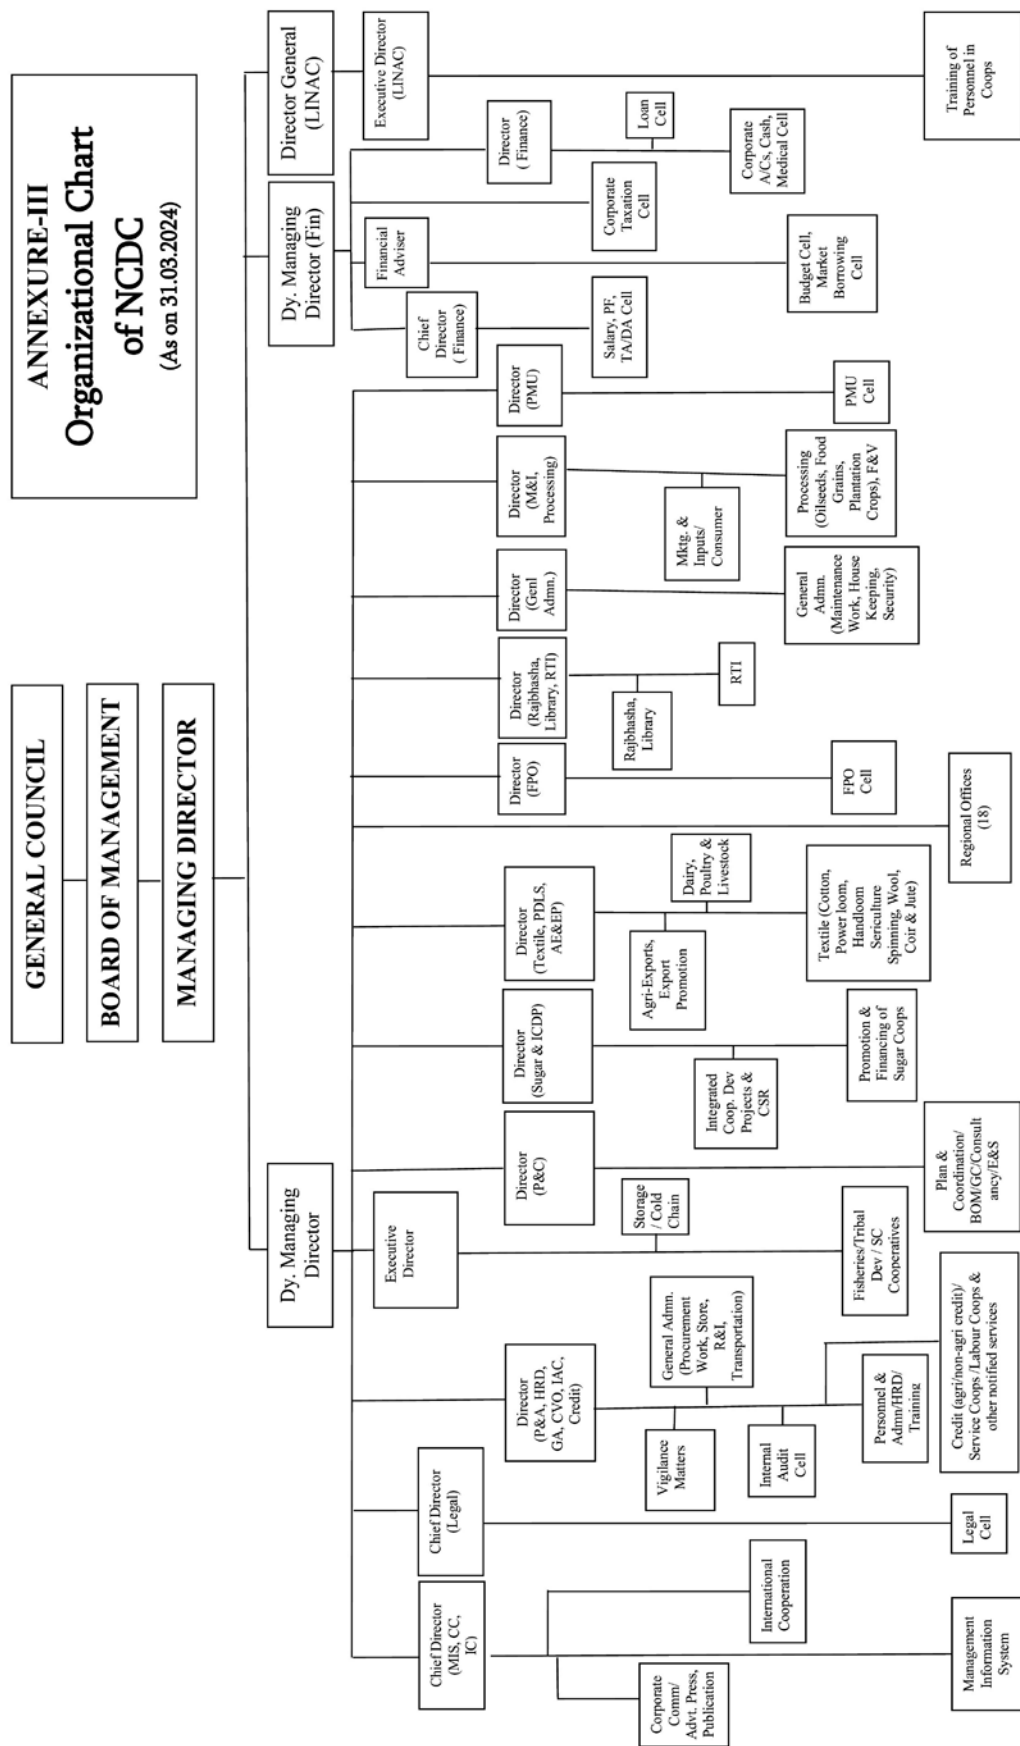 ANNEXURE-III
Organizational Chart
of NCDC
(As on 31.03.2024)
GENERAL COUNCIL
BOARD OF MANAGEMENT
MANAGING DIRECTOR
Dy. Managing
Director
Dy. Managing
Director (Fin)
Director General
(LINAC)
Executive
Director
Financial
Adviser
Executive Director
(LINAC)
Chief Director
(MIS, CC,
IC)
Chief Director
(Legal)
Chief
Director
( Finance)
Director
(P&A, HRD,
GA, CVO, IAC,
Credit)
Director
(P&C)
Director
(Sugar & ICDP)
Director
(Textile, PDLS,
AE&EP)
Director
(FPO)
Director
(Rajbhasha,
Library, RTI)
Director
(Genl
Admn.)
Director
(M&I,
Processing)
Director
(PMU)
Director
( Finance)
Corporate
Comm/
Advt. Press,
Publication
International
Cooperation
Management
Information
System
Legal
Cell
Vigilance
Matters
General Admn.
(Procurement
Work, Store,
R&I,
Transportation)
Internal
Audit
Cell
Personnel &
Admn/HRD/
Training
Credit (agri/non-agri credit)/
Service Coops /Labour Coops &
other notified services
Storage
/ Cold
Chain
Fisheries/Tribal
Dev / SC
Cooperatives
Plan &
Coordination/
BOM/GC/Consult
ancy/E&S
Integrated
Coop. Dev
Projects &
CSR
Promotion &
Financing of
Sugar Coops
Agri-Exports,
Export
Promotion
Dairy,
Poultry &
Livestock
Textile (Cotton,
Power loom,
Handloom
Sericulture
Spinning, Wool,
Coir & Jute)
Regional Offices
(18)
FPO
Cell
Rajbhasha,
Library
RTI
General
Admn.
(Maintenance
Work, House
Keeping,
Security)
Mktg. &
Inputs/
Consumer
Processing
(Oilseeds, Food
Grains,
Plantation
Crops), F&V
PMU
Cell
Salary, PF,
TA/DA Cell
Budget Cell,
Market
Borrowing
Cell
Corporate
Taxation
Cell
Loan
Cell
Corporate
A/Cs, Cash,
Medical Cell
Training of
Personnel in
Coops